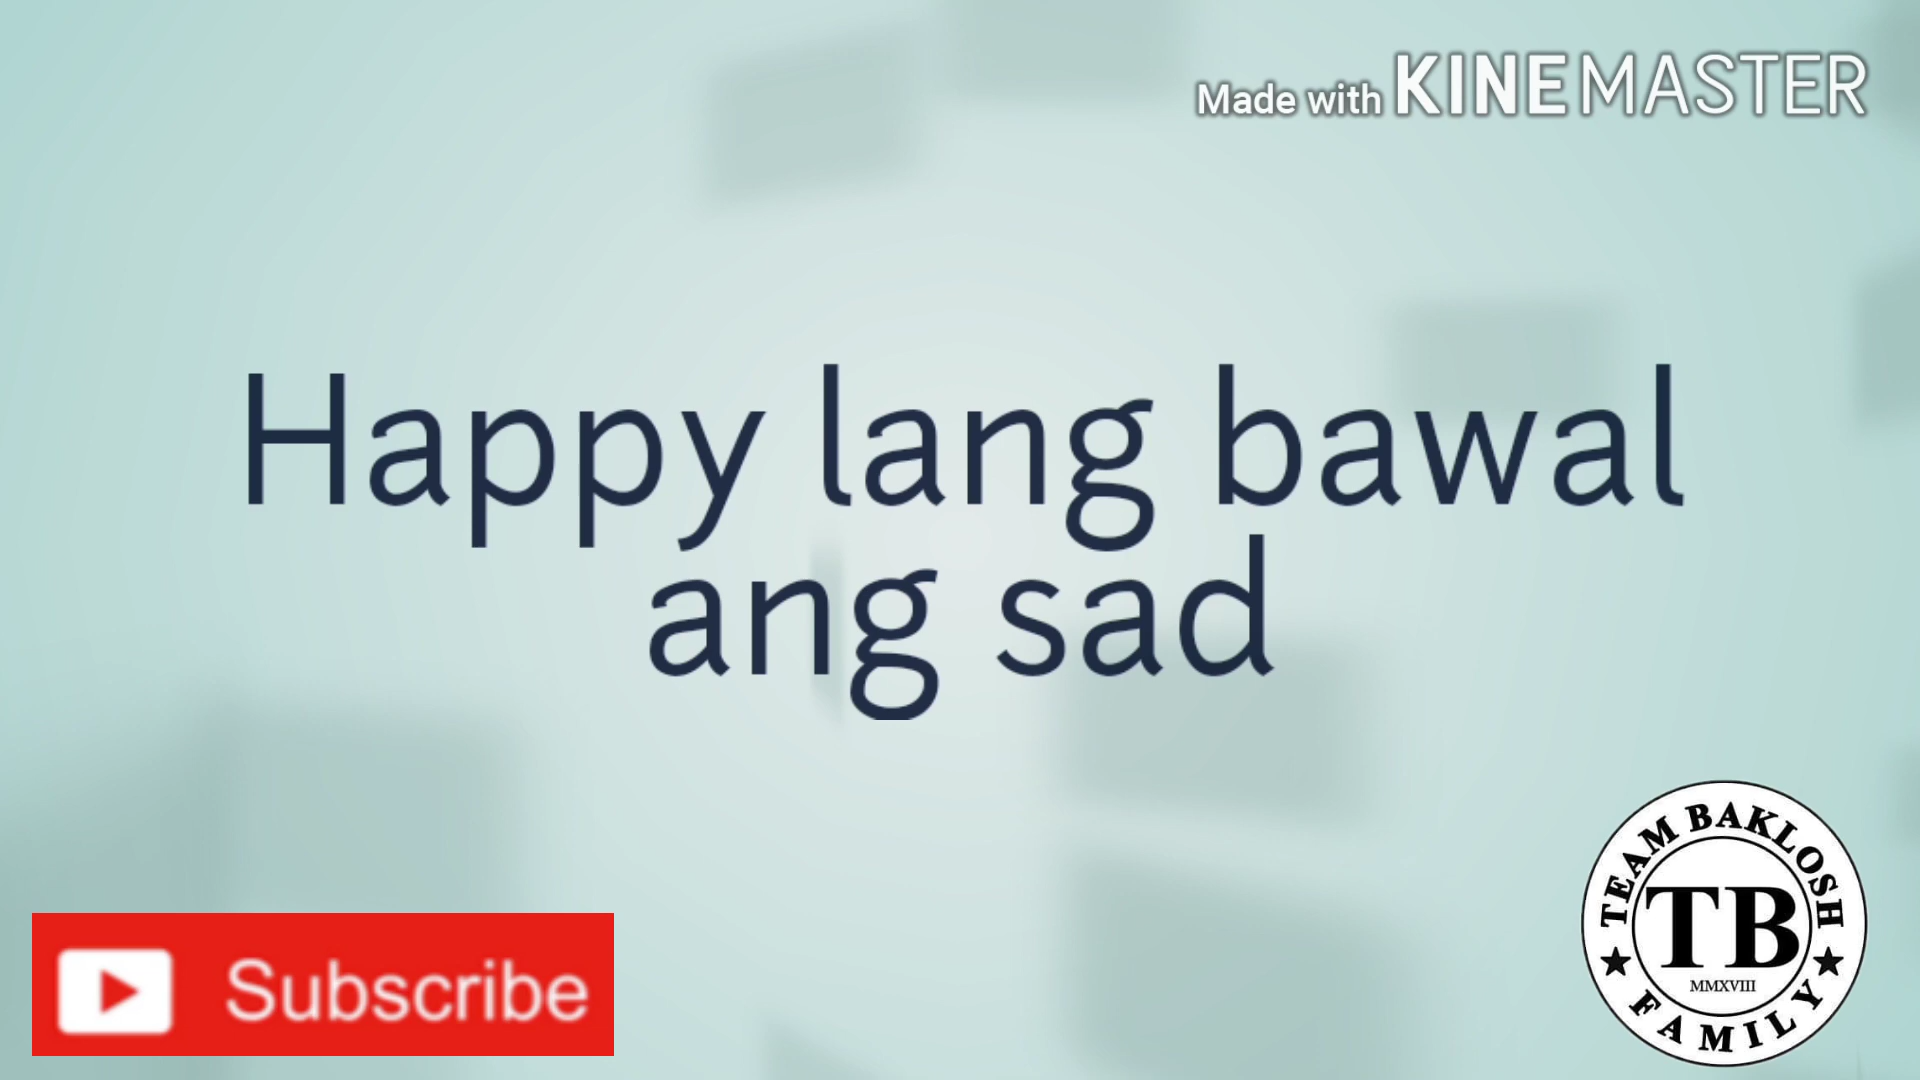 Made with KINEMASTER
Happy lang bawal
ang sad
Subscribe
TEAM BAKLOSH
TB
MMXVIII
FAMILY